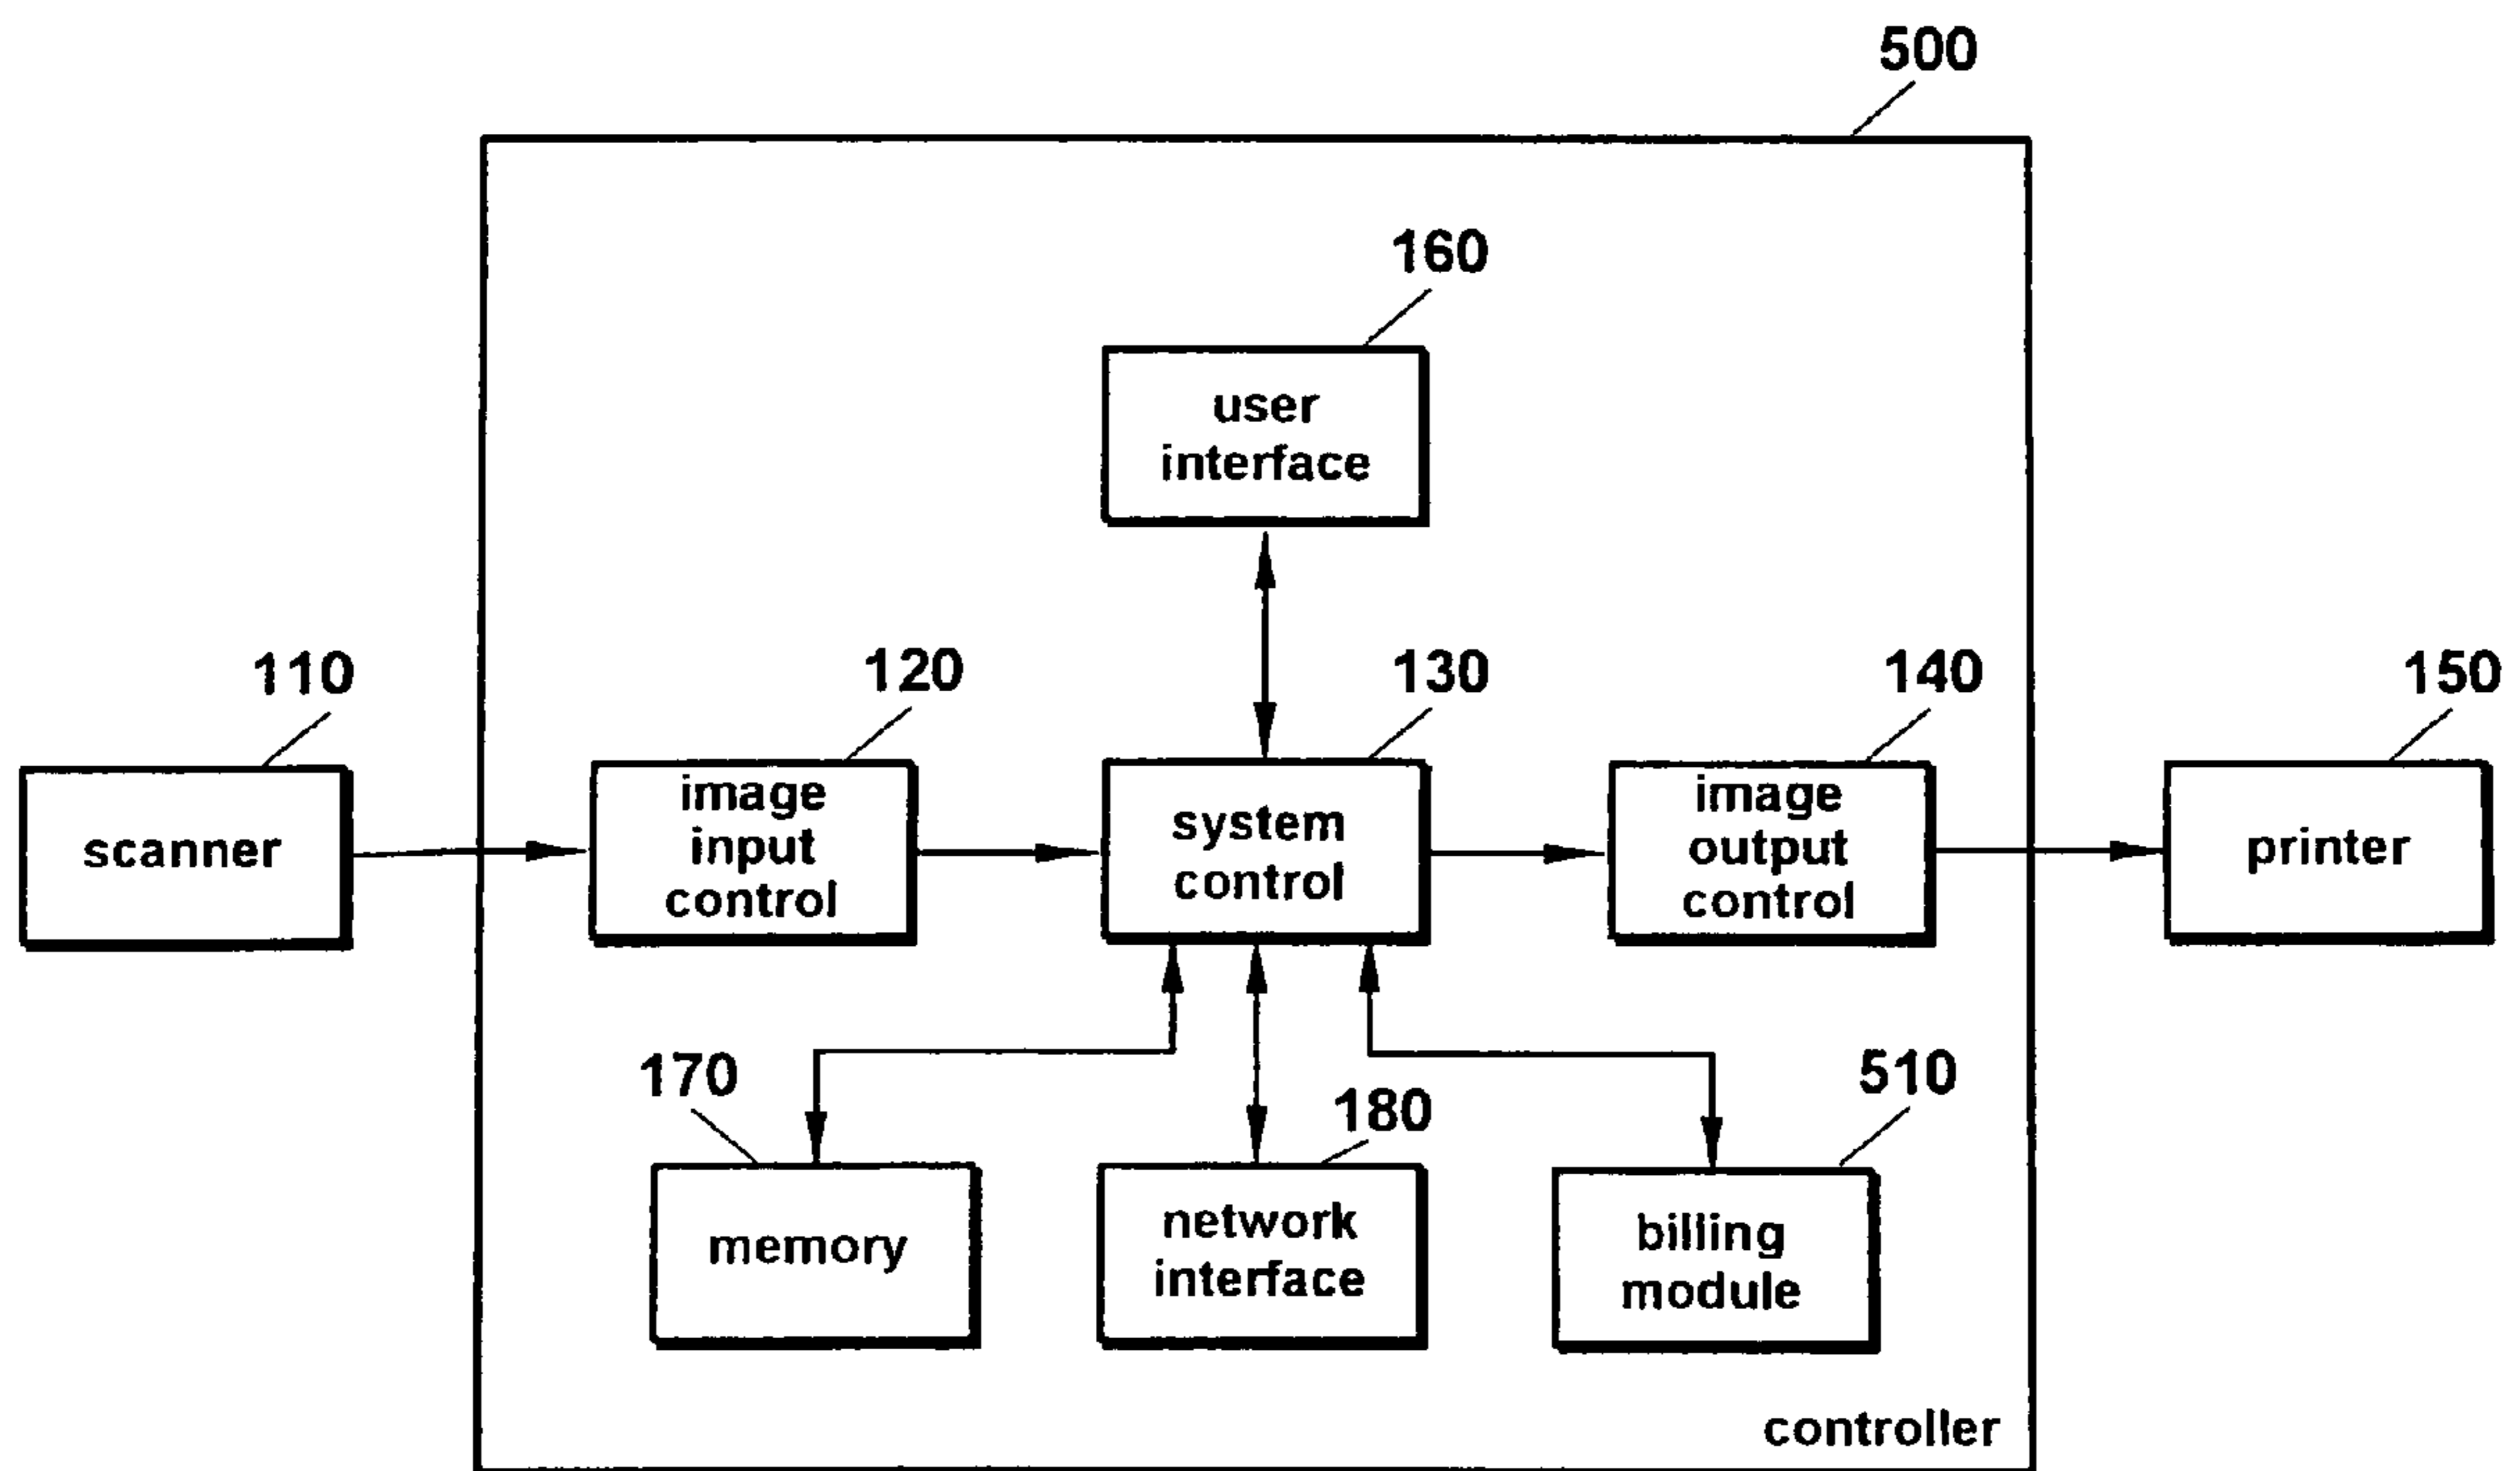 500
160
user
interface
110
120
130
140
150
scanner
image
input
control
system
control
image
output
control
printer
170
180
510
memory
network
interface
billing
module
controller